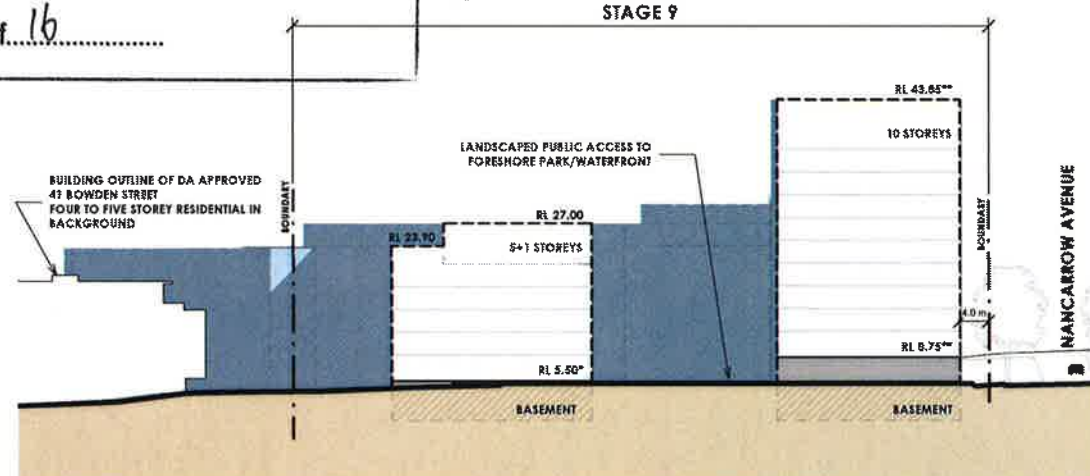 f. 16
STAGE 9
RL 43.85**
10 STOREYS
LANDSCAPED PUBLIC ACCESS TO
FORESHORE PARK/WATERFRONT
BUILDING OUTLINE OF DA APPROVED
41 BOWDEN STREET
FOUR TO FIVE STOREY RESIDENTIAL IN
BACKGROUND
BOUNDARY
RL 27.00
RL 23.90
5+1 STOREYS
BOUNDARY
NANCARROW AVENUE
4.0 m
RL 8.75**
RL 5.50*
BASEMENT
BASEMENT